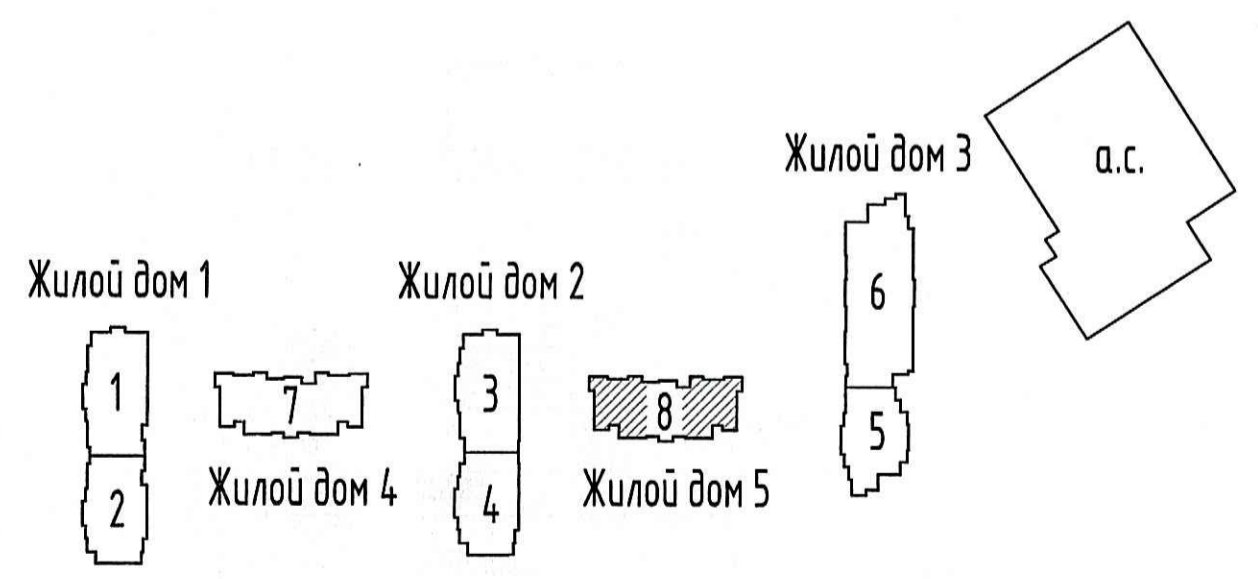 Жилой дом 3
а.с.
Жилой дом 1
Жилой дом 2
6
1
7
3
8
5
Жилой дом 4
Жилой дом 5
2
4